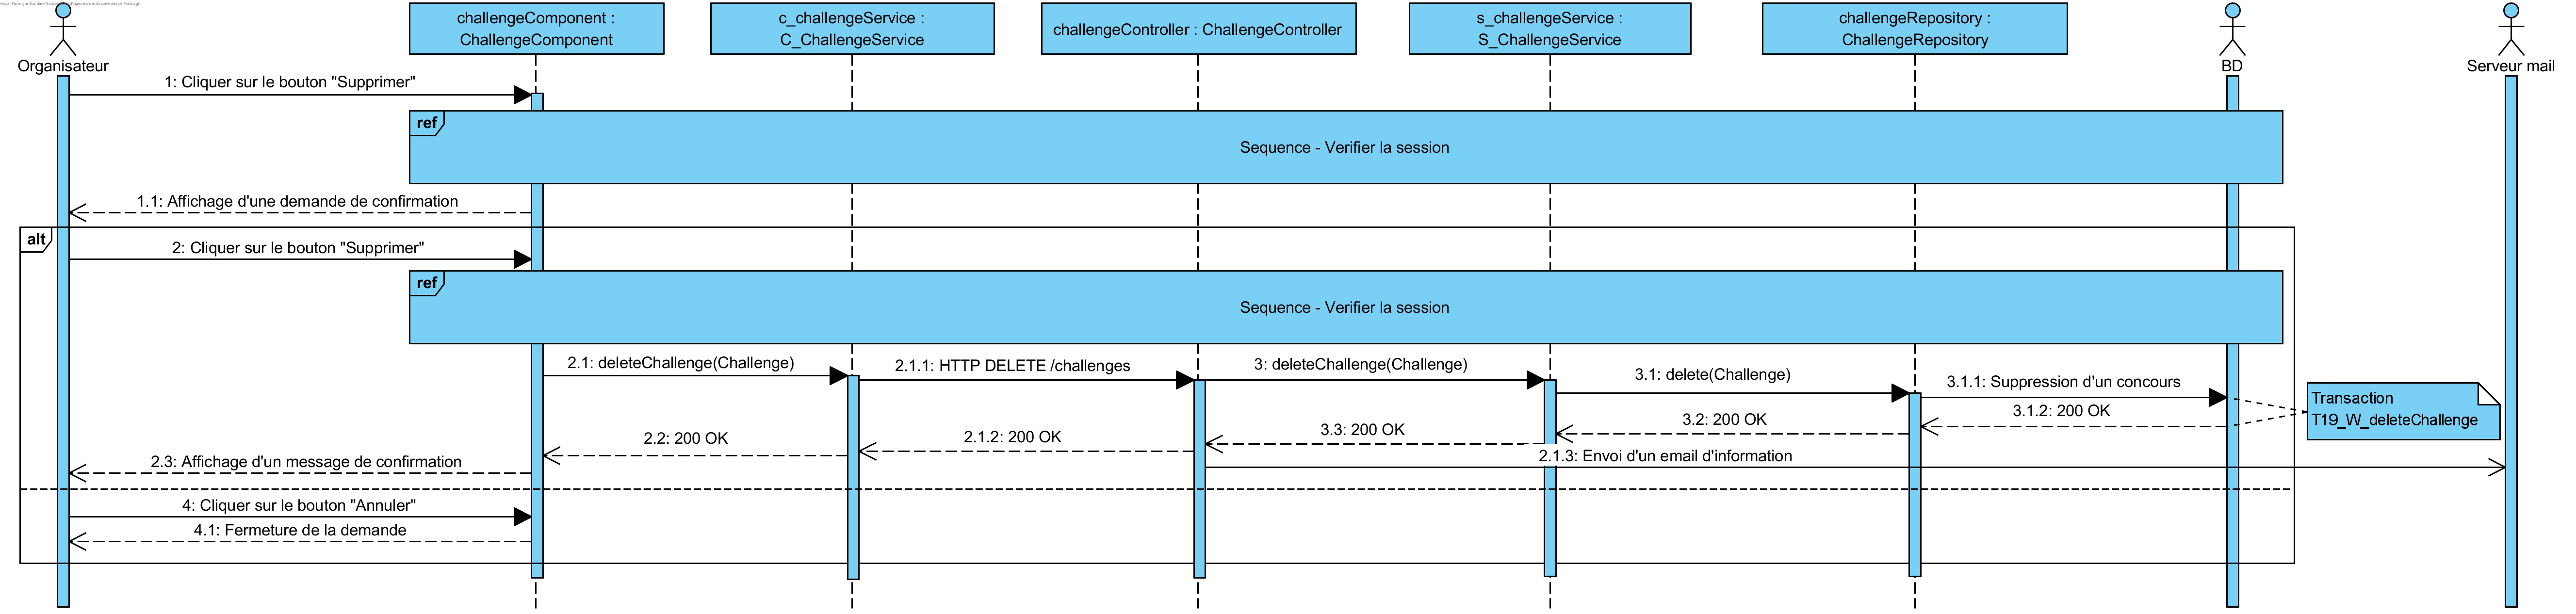 challengeComponent :
ChallengeComponent
c_challengeService :
C_ChallengeService
challengeController : ChallengeController
s_challengeService :
S_ChallengeService
challengeRepository :
ChallengeRepository
Organisateur
BD
Serveur mail
1: Cliquer sur le bouton "Supprimer"
ref
Sequence - Verifier la session
1.1: Affichage d'une demande de confirmation
alt
2: Cliquer sur le bouton "Supprimer"
ref
Sequence - Verifier la session
2.1: deleteChallenge(Challenge)
2.1.1: HTTP DELETE /challenges
3: deleteChallenge(Challenge)
3.1: delete(Challenge)
3.1.1: Suppression d'un concours
Transaction
T19_W_deleteChallenge
3.1.2: 200 OK
3.2: 200 OK
3.3: 200 OK
2.1.2: 200 OK
2.2: 200 OK
2.3: Affichage d'un message de confirmation
2.1.3: Envoi d'un email d'information
4: Cliquer sur le bouton "Annuler"
4.1: Fermeture de la demande